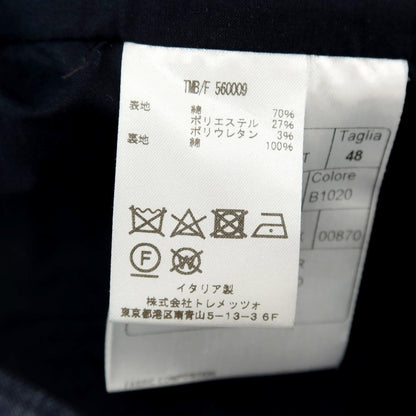 TMB/F 560009
表地 綿 70%
ポリエステル 27%
ポリウレタン 3%
裏地 綿 100%
F
W
イタリア製
株式会社トレメッツォ
東京都港区南青山5-13-3 6F
Taglia
48
Colore
B1020
00870